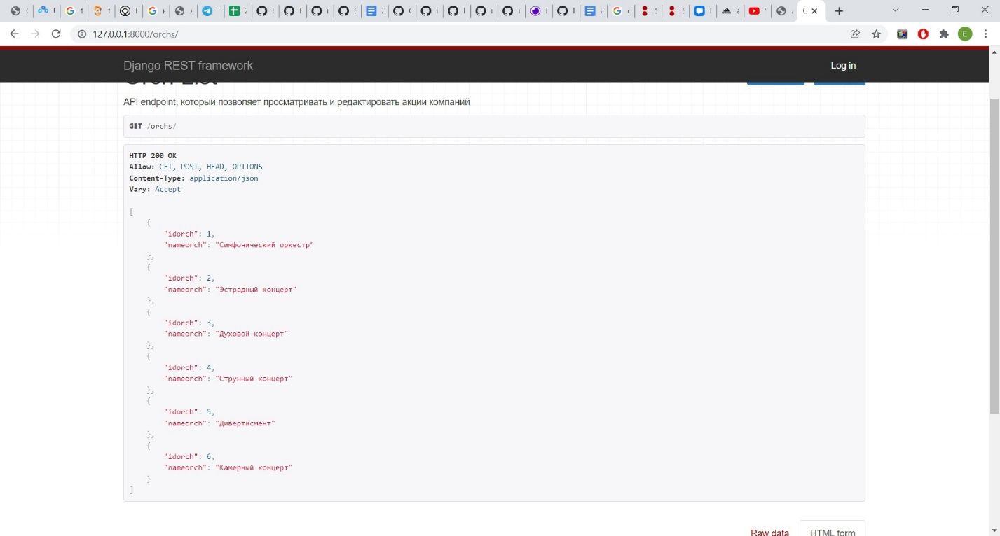 127.0.0.1:8000/orchs/
E
Django REST framework
Log in
API endpoint, который позволяет просматривать и редактировать акции компаний
GET /orchs/
HTTP 200 OK
Allow: GET, POST, HEAD, OPTIONS
Content-Type: application/json
Vary: Accept
[
{
"idorch": 1,
"nameorch": "Симфонический оркестр"
},
{
"idorch": 2,
"nameorch": "Эстрадный концерт"
},
{
"idorch": 3,
"nameorch": "Духовой концерт"
},
{
"idorch": 4,
"nameorch": "Струнный концерт"
},
{
"idorch": 5,
"nameorch": "Дивертисмент"
},
{
"idorch": 6,
"nameorch": "Камерный концерт"
}
]
Raw data
HTML form